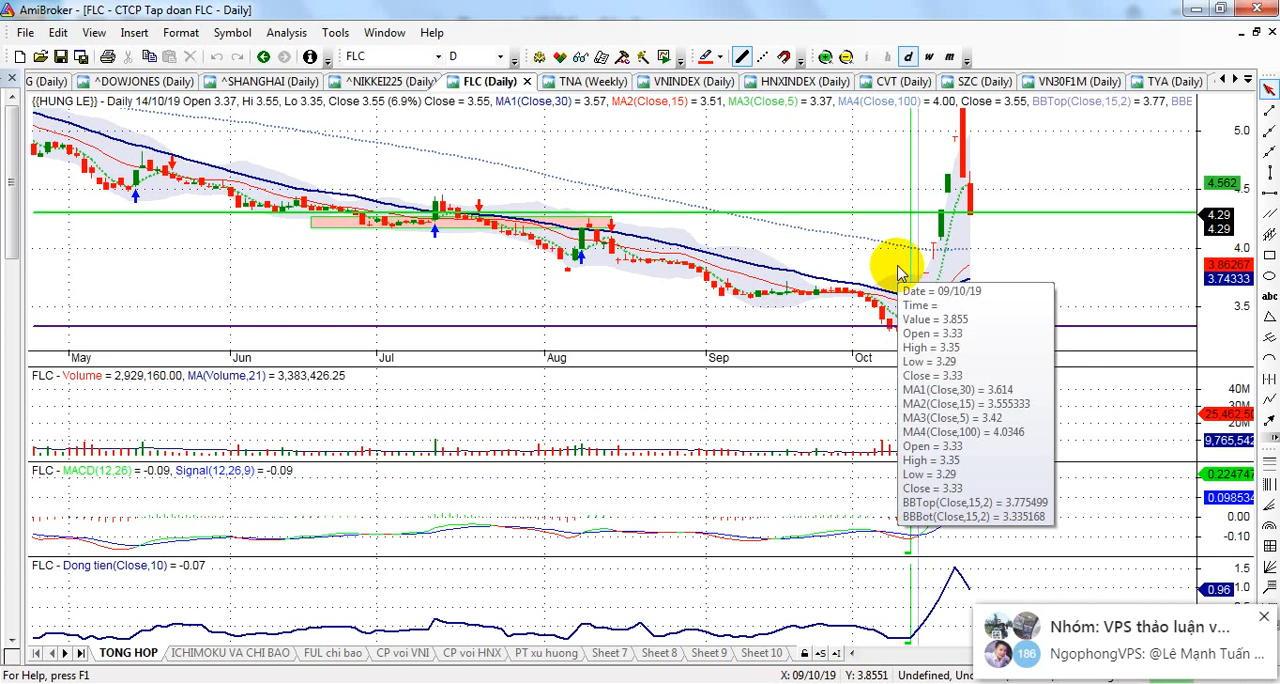 AmiBroker - [FLC - CTCP Tap doan FLC - Daily]
File Edit View Insert Format Symbol Analysis Tools Window Help
FLC D i h d w m
G (Daily) ^DOWJONES (Daily) ^SHANGHAI (Daily) ^NIKKEI225 (Daily) FLC (Daily) TNA (Weekly) VNINDEX (Daily) HNXINDEX (Daily) CVT (Daily) SZC (Daily) VN30F1M (Daily) TYA (Daily)
{{HUNG LE}} - Daily 14/10/19 Open 3.37, Hi 3.55, Lo 3.35, Close 3.55 (6.9%) Close = 3.55, MA1(Close,30) = 3.57, MA2(Close,15) = 3.51, MA3(Close,5) = 3.37, MA4(Close,100) = 4.00, Close = 3.55, BBTop(Close,15,2) = 3.77, BBE
5.0
4.562
4.5
4.29
4.29
4.0
3.86267
3.74333
3.5
abc
Date = 09/10/19
Time =
Value = 3.855
Open = 3.33
High = 3.35
Low = 3.29
Close = 3.33
MA1(Close,30) = 3.614
MA2(Close,15) = 3.555333
MA3(Close,5) = 3.42
MA4(Close,100) = 4.0346
Open = 3.33
High = 3.35
Low = 3.29
Close = 3.33
BBTop(Close,15,2) = 3.775499
BBBot(Close,15,2) = 3.335168
May Jun Jul Aug Sep Oct
FLC - Volume = 2,929,160.00, MA(Volume,21) = 3,383,426.25
40M
30M
25,462,50
20M
9,765,542
FLC - MACD(12,26) = -0.09, Signal(12,26,9) = -0.09
0.224747
0.098534
0.00
-0.10
FLC - Dong tien(Close,10) = -0.07
1.5
1.0
0.96
Nhóm: VPS thảo luận v...
186 NgophongVPS: @Lê Mạnh Tuấn ...
TONG HOP ICHIMOKU VA CHI BAO FUL chi bao CP voi VNI CP voi HNX PT xu huong Sheet 7 Sheet 8 Sheet 9 Sheet 10
For Help, press F1 X: 09/10/19 Y: 3.8551 Undefined, Un